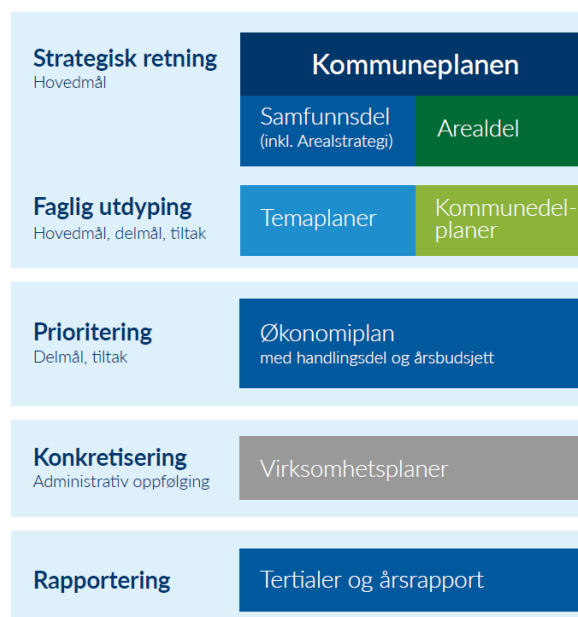 Strategisk retning
Hovedmål
Kommuneplanen
Samfunnsdel
(inkl. Arealstrategi)
Arealdel
Faglig utdyping
Hovedmål, delmål, tiltak
Temaplaner
Kommunedel-
planer
Prioritering
Delmål, tiltak
Økonomiplan
med handlingsdel og årsbudsjett
Konkretisering
Administrativ oppfølging
Virksomhetsplaner
Rapportering
Tertialer og årsrapport